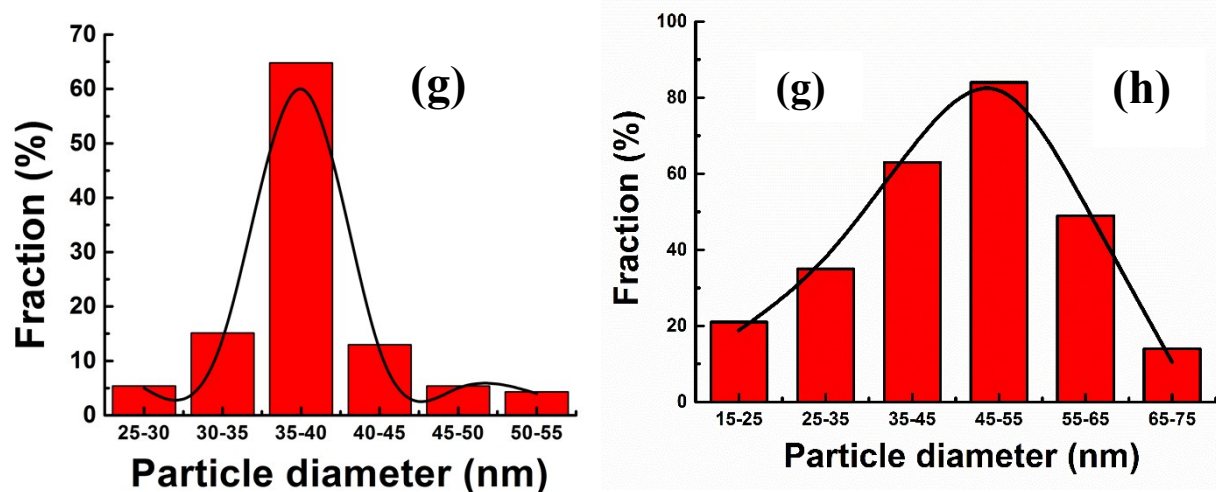 70
60
50
40
30
20
10
0
Fraction (%)
(g)
25-30 30-35 35-40 40-45 45-50 50-55
Particle diameter (nm)
100
80
60
40
20
0
Fraction (%)
(g) (h)
15-25 25-35 35-45 45-55 55-65 65-75
Particle diameter (nm)